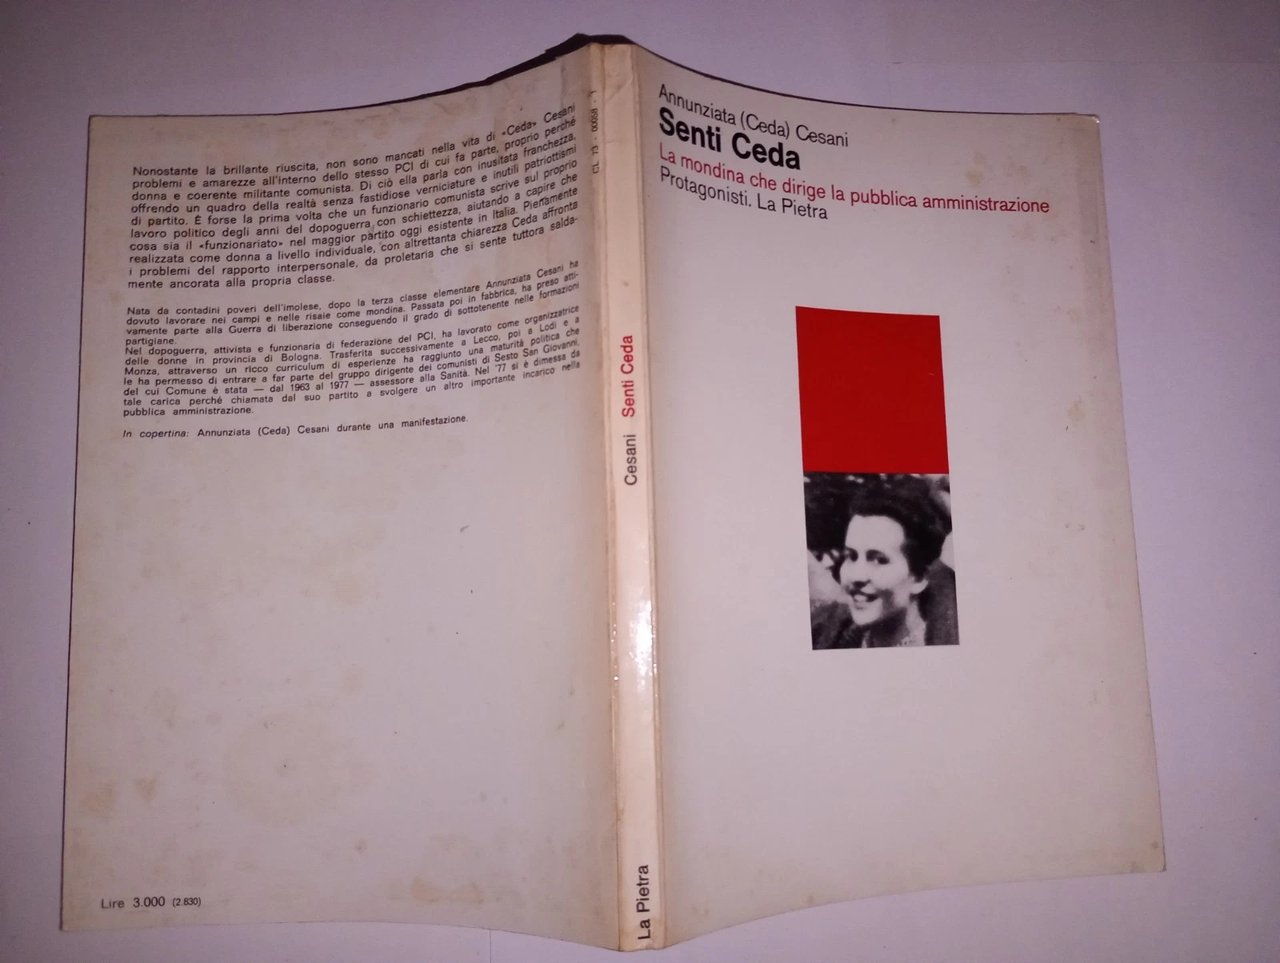 Nonostante la brillante riuscita, non sono mancati nella vita di «Ceda» Cesani
problemi e amarezze all'interno dello stesso PCI di cui fa parte, proprio perché
donna e coerente militante comunista. Di ciò ella parla con inusitata franchezza,
offrendo un quadro della realtà senza fastidiose verniciature e inutili patriottismi
di partito. È forse la prima volta che un funzionario comunista scrive sul proprio
lavoro politico degli anni del dopoguerra con schiettezza, aiutando a capire che
cosa sia il «funzionariato» nel maggior partito oggi esistente in Italia. Pienamente
realizzata come donna a livello individuale, con altrettanta chiarezza Ceda affronta
i problemi del rapporto interpersonale, da proletaria che si sente tuttora salda-
mente ancorata alla propria classe.
Nata da contadini poveri dell'imolese, dopo la terza classe elementare Annunziata Cesani ha
dovuto lavorare nei campi e nelle risaie come mondina. Passata poi in fabbrica, ha preso atti-
vamente parte alla Guerra di liberazione conseguendo il grado di sottotenente nelle formazioni
partigiane.
Nel dopoguerra, attivista e funzionaria di federazione del PCI, ha lavorato come organizzatrice
delle donne in provincia di Bologna. Trasferita successivamente a Lecco, poi a Lodi e a
Monza, attraverso un ricco curriculum di esperienze ha raggiunto una maturità politica che
le ha permesso di entrare a far parte del gruppo dirigente dei comunisti di Sesto San Giovanni,
del cui Comune è stata — dal 1963 al 1977 — assessore alla Sanità. Nel '77 si è dimessa da
tale carica perché chiamata dal suo partito a svolgere un altro importante incarico nella
pubblica amministrazione.
In copertina: Annunziata (Ceda) Cesani durante una manifestazione.
Lire 3.000 (2.830)
Cesani Senti Ceda
La Pietra
Annunziata (Ceda) Cesani
Senti Ceda
La mondina che dirige la pubblica amministrazione
Protagonisti. La Pietra